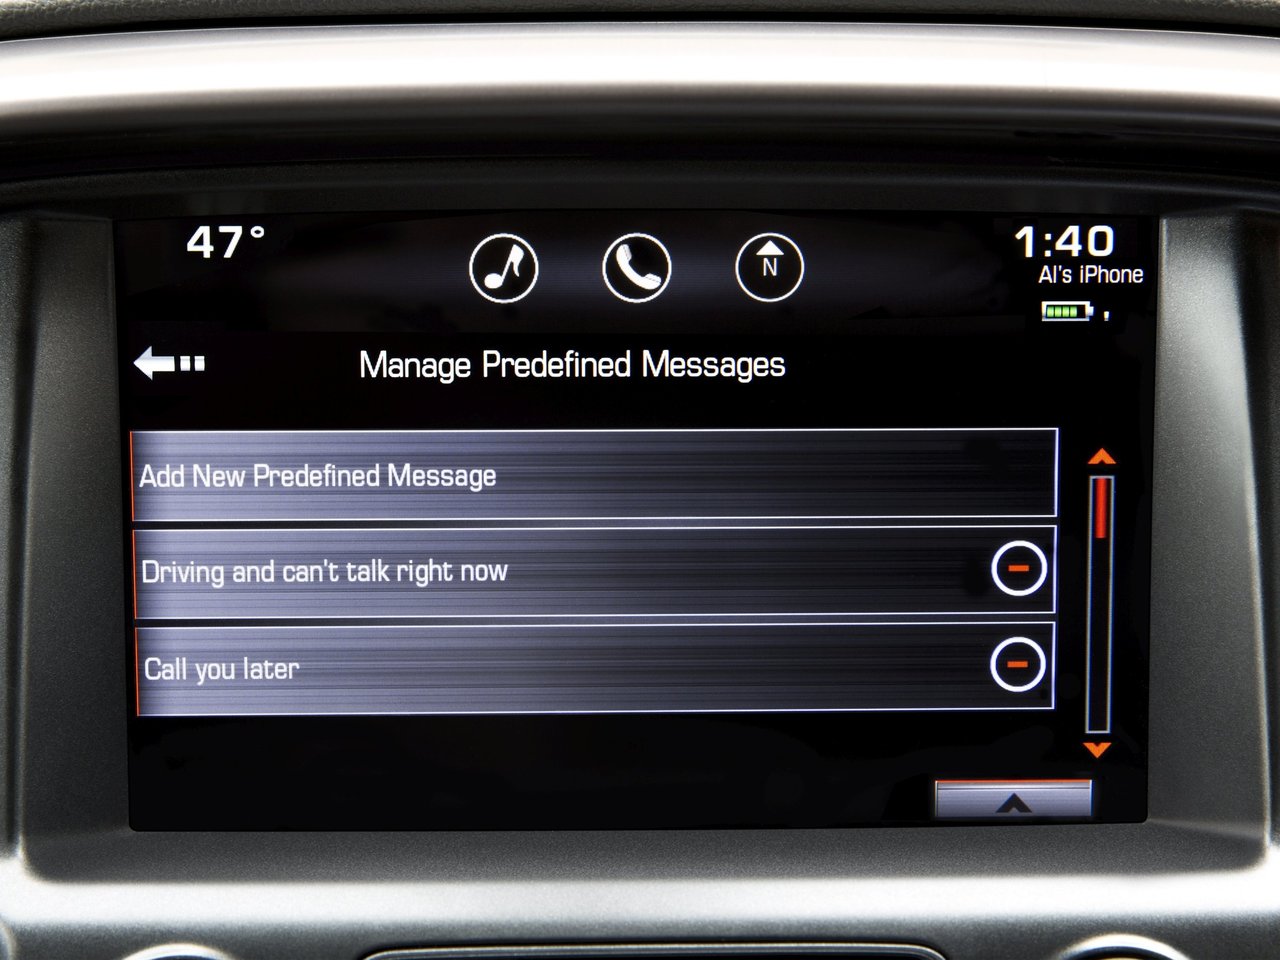 47°
N
1:40
Al's iPhone
Manage Predefined Messages
Add New Predefined Message
Driving and can't talk right now
Call you later